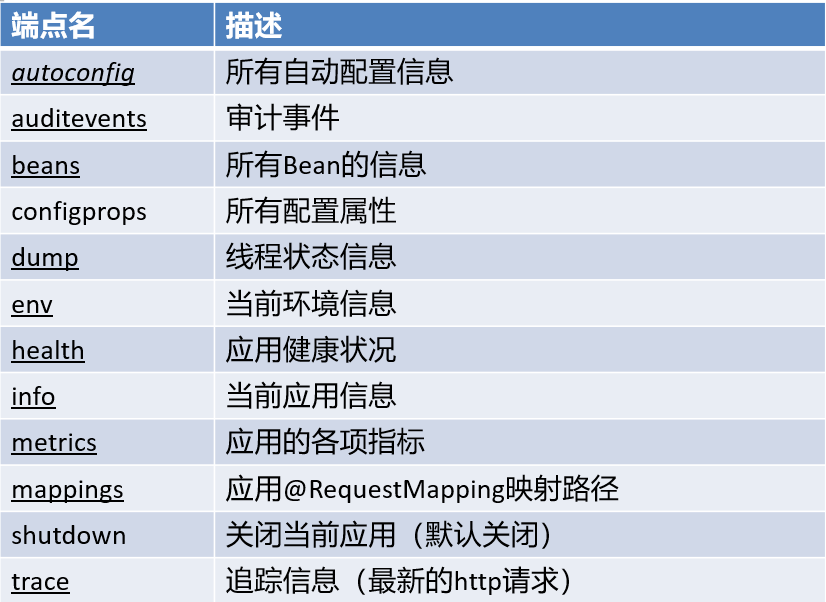 端点名 描述
autoconfig 所有自动配置信息
auditevents 审计事件
beans 所有Bean的信息
configprops 所有配置属性
dump 线程状态信息
env 当前环境信息
health 应用健康状况
info 当前应用信息
metrics 应用的各项指标
mappings 应用@RequestMapping映射路径
shutdown 关闭当前应用（默认关闭）
trace 追踪信息（最新的http请求）